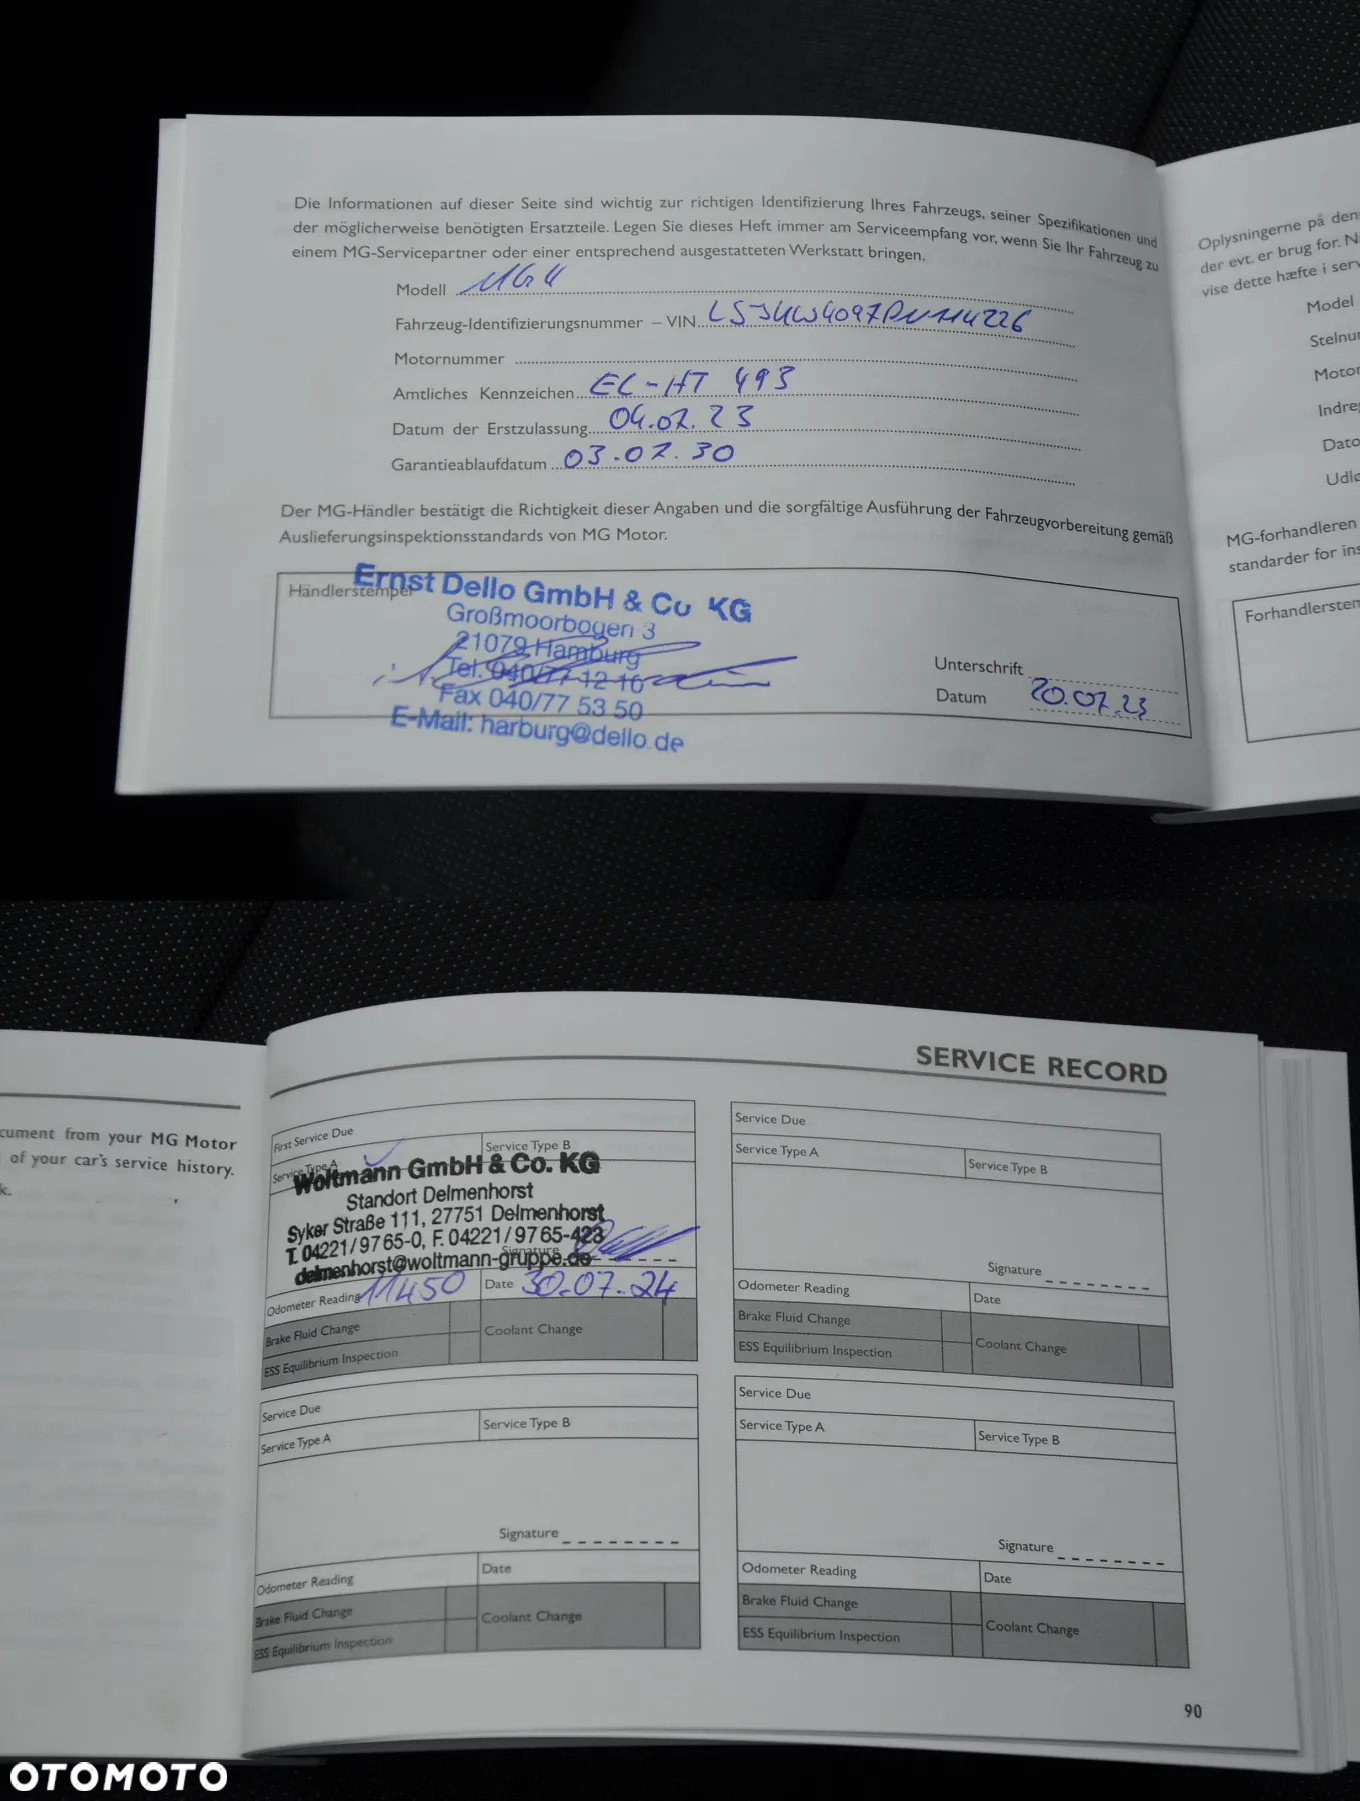 Die Informationen auf dieser Seite sind wichtig zur richtigen Identifizierung Ihres Fahrzeugs, seiner Spezifikationen und
der möglicherweise benötigten Ersatzteile. Legen Sie dieses Heft immer am Serviceempfang vor, wenn Sie Ihr Fahrzeug zu
einem MG-Servicepartner oder einer entsprechend ausgestatteten Werkstatt bringen.
Modell MG4
Fahrzeug-Identifizierungsnummer – VIN
Motornummer
Amtliches Kennzeichen EL-HT 493
Datum der Erstzulassung 04.07.23
Garantieablaufdatum 03.07.30
Der MG-Händler bestätigt die Richtigkeit dieser Angaben und die sorgfältige Ausführung der Fahrzeugvorbereitung gemäß
Auslieferungsinspektionsstandards von MG Motor.
Händlerstempel
Ernst Dello GmbH & Co KG
Großmoorbogen 3
21079 Hamburg
Tel. 040/77 12 10
Fax 040/77 53 50
E-Mail: harburg@dello.de
Unterschrift
Datum 20.07.23
Oplysningerne på
der evt. er brug for.
vise dette hæfte i
Model
MG-forhandleren
standarder for
SERVICE RECORD
from your MG Motor
of your car's service history.
First Service Due
Service Type A
Service Type B
Woltmann GmbH & Co. KG
Standort Delmenhorst
Syker Straße 111, 27751 Delmenhorst
T. 04221/9765-0, F. 04221/9765-423
delmenhorst@woltmann-gruppe.de
Signature
Odometer Reading 11450
Date 30.07.24
Brake Fluid Change
Coolant Change
ESS Equilibrium Inspection
Service Due
Service Type A
Service Type B
Signature
Odometer Reading
Date
Brake Fluid Change
Coolant Change
ESS Equilibrium Inspection
Service Due
Service Type A
Service Type B
Signature
Odometer Reading
Date
Brake Fluid Change
Coolant Change
ESS Equilibrium Inspection
Service Due
Service Type A
Service Type B
Signature
Odometer Reading
Date
Brake Fluid Change
Coolant Change
ESS Equilibrium Inspection
90
OTOMOTO